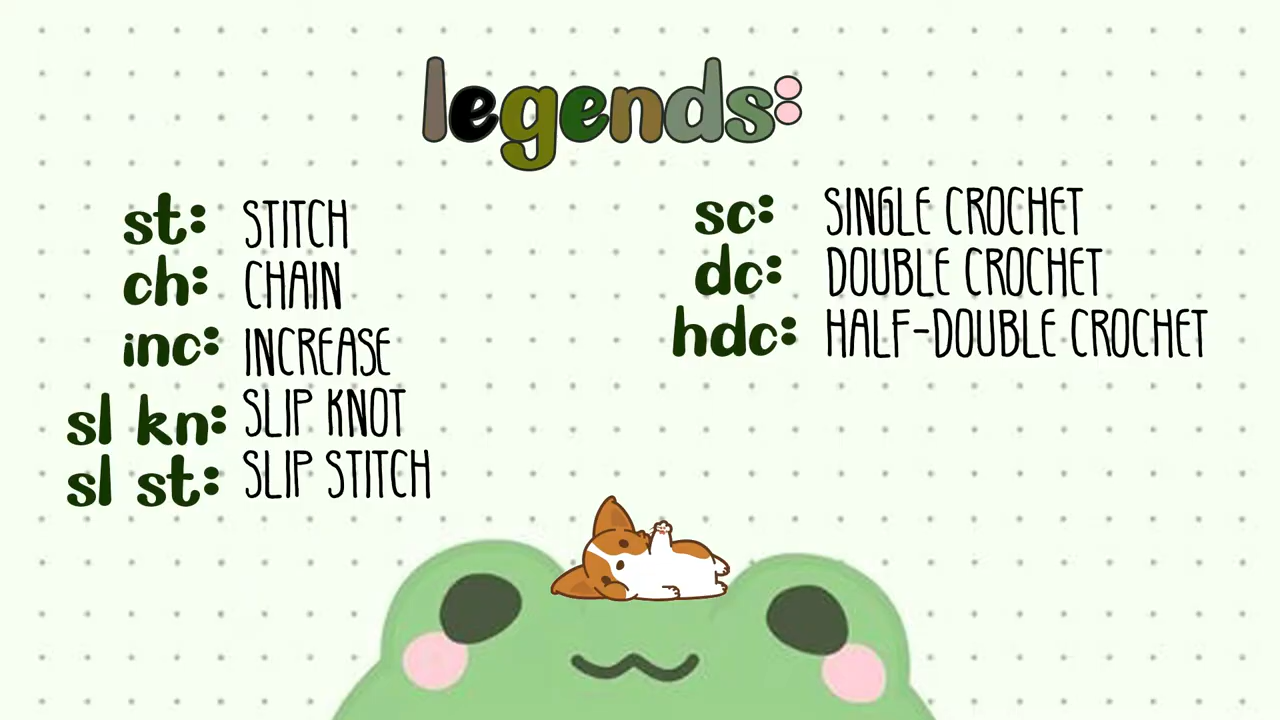 legends:
st: STITCH
ch: CHAIN
inc: INCREASE
sl kn: SLIP KNOT
sl st: SLIP STITCH
sc: SINGLE CROCHET
dc: DOUBLE CROCHET
hdc: HALF-DOUBLE CROCHET